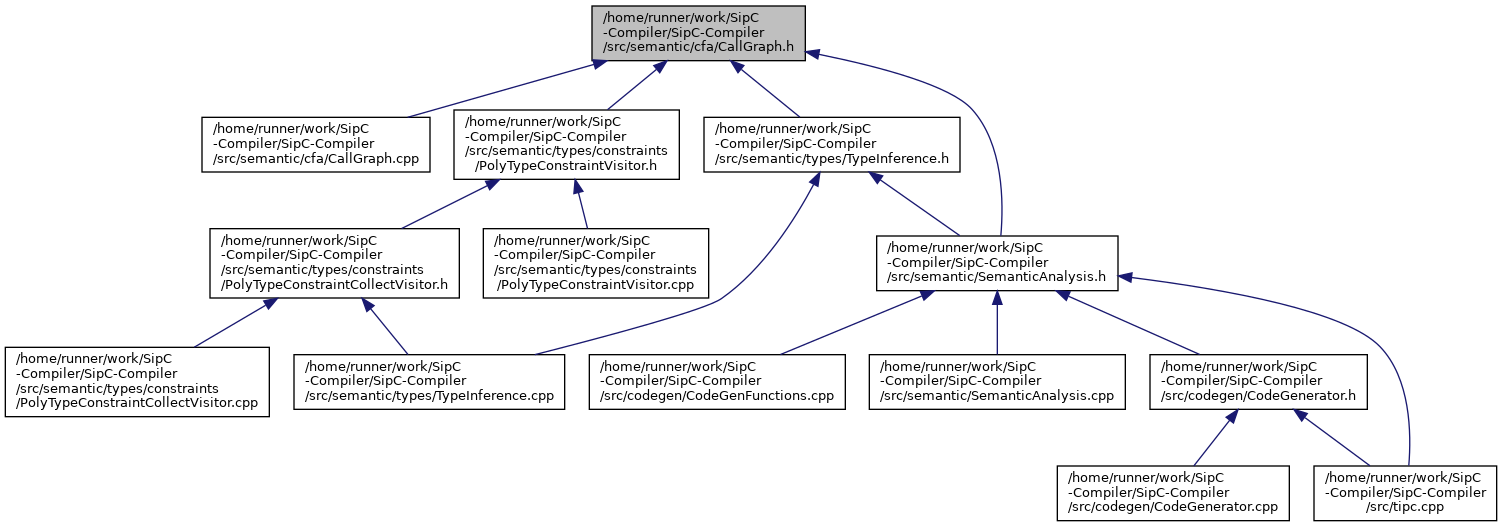 /home/runner/work/SipC
-Compiler/SipC-Compiler
/src/semantic/cfa/CallGraph.h
/home/runner/work/SipC
-Compiler/SipC-Compiler
/src/semantic/cfa/CallGraph.cpp
/home/runner/work/SipC
-Compiler/SipC-Compiler
/src/semantic/types/constraints
/PolyTypeConstraintVisitor.h
/home/runner/work/SipC
-Compiler/SipC-Compiler
/src/semantic/types/TypeInference.h
/home/runner/work/SipC
-Compiler/SipC-Compiler
/src/semantic/types/constraints
/PolyTypeConstraintCollectVisitor.h
/home/runner/work/SipC
-Compiler/SipC-Compiler
/src/semantic/types/constraints
/PolyTypeConstraintVisitor.cpp
/home/runner/work/SipC
-Compiler/SipC-Compiler
/src/semantic/SemanticAnalysis.h
/home/runner/work/SipC
-Compiler/SipC-Compiler
/src/semantic/types/constraints
/PolyTypeConstraintCollectVisitor.cpp
/home/runner/work/SipC
-Compiler/SipC-Compiler
/src/semantic/types/TypeInference.cpp
/home/runner/work/SipC
-Compiler/SipC-Compiler
/src/codegen/CodeGenFunctions.cpp
/home/runner/work/SipC
-Compiler/SipC-Compiler
/src/semantic/SemanticAnalysis.cpp
/home/runner/work/SipC
-Compiler/SipC-Compiler
/src/codegen/CodeGenerator.h
/home/runner/work/SipC
-Compiler/SipC-Compiler
/src/codegen/CodeGenerator.cpp
/home/runner/work/SipC
-Compiler/SipC-Compiler
/src/tipc.cpp